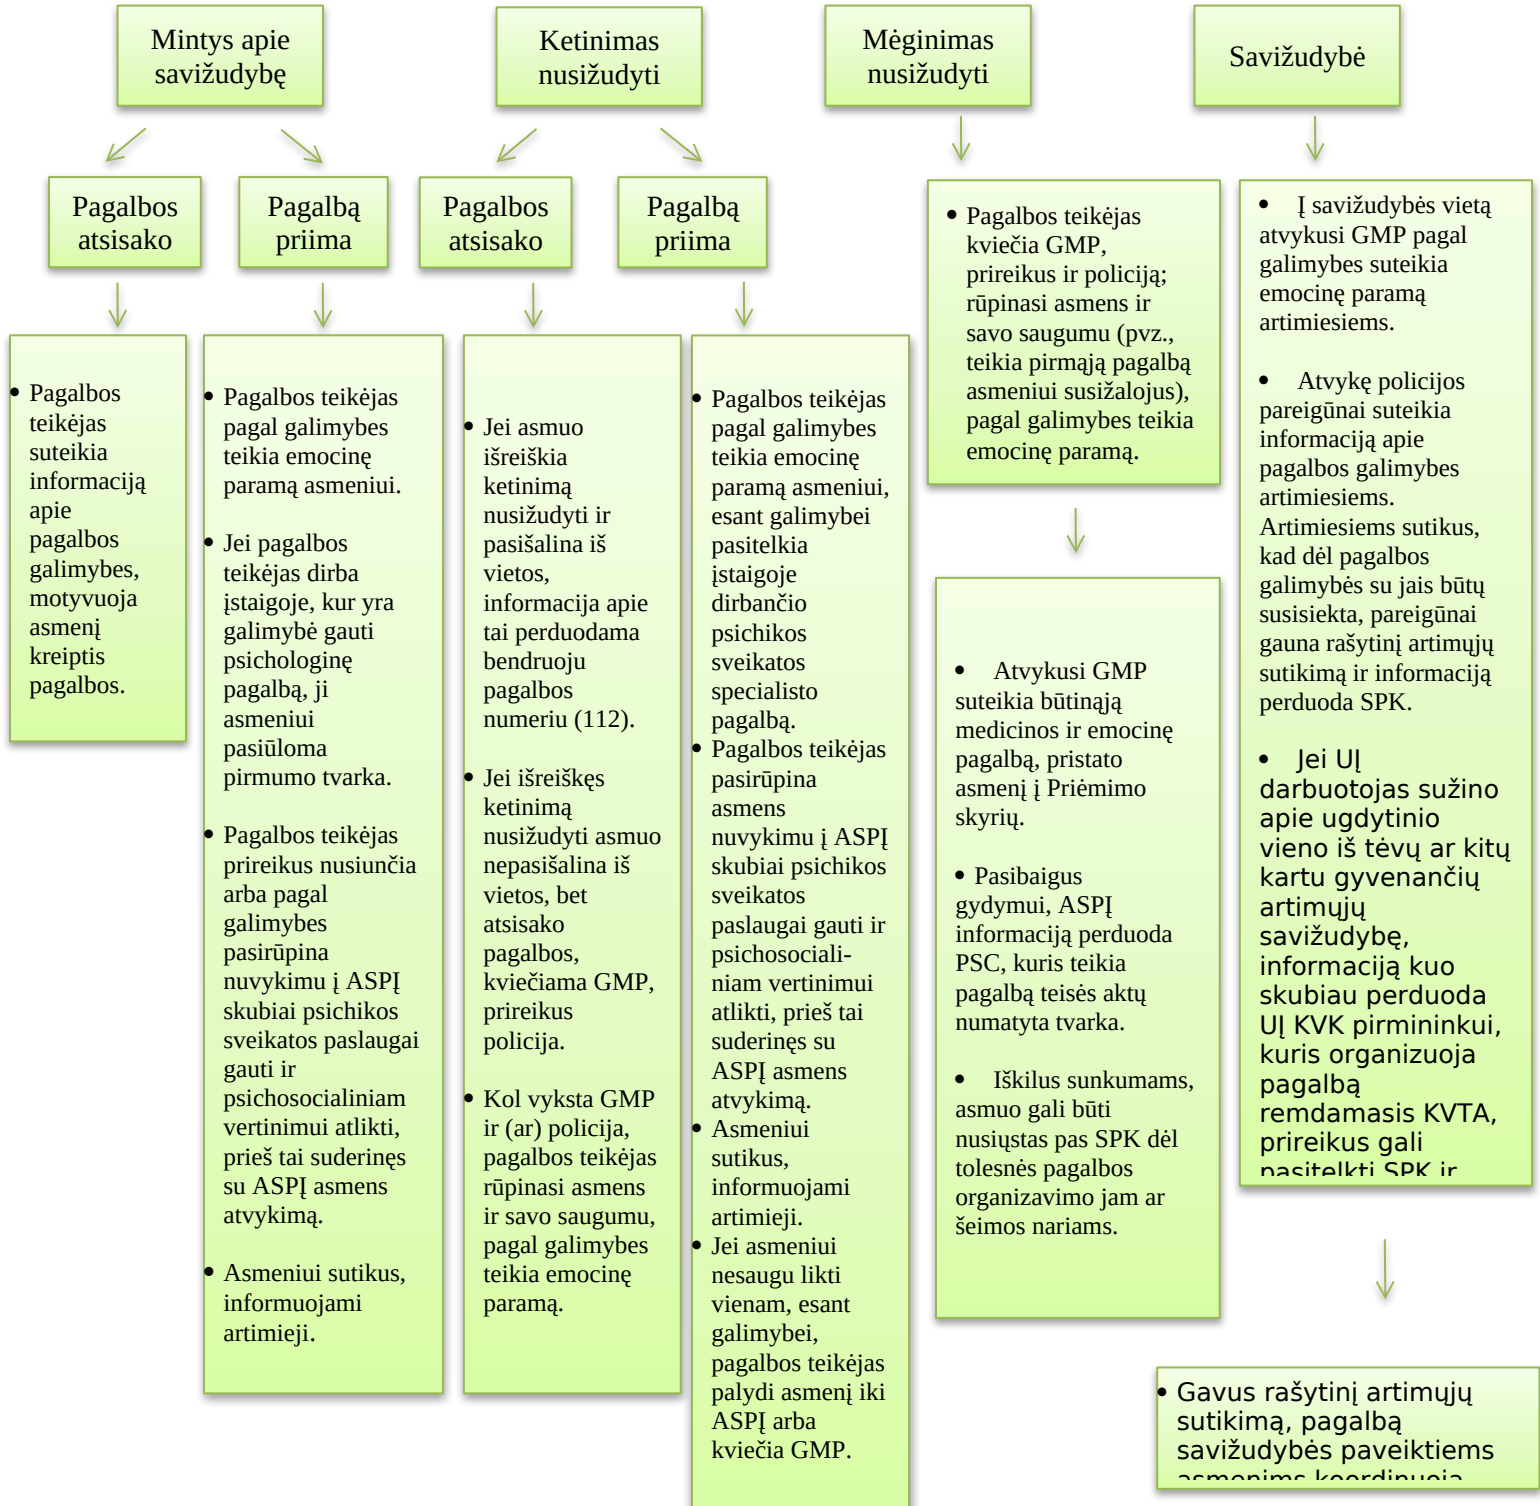 Mintys apie
savižudybę
Ketinimas
nusižudyti
Mėginimas
nusižudyti
Savižudybė
Pagalbos
atsisako
Pagalbą
priima
Pagalbos
atsisako
Pagalbą
priima
• Pagalbos
teikėjas
suteikia
informaciją
apie
pagalbos
galimybes,
motyvuoja
asmenį
kreiptis
pagalbos.
• Pagalbos teikėjas
pagal galimybes
teikia emocinę
paramą asmeniui.
• Jei pagalbos
teikėjas dirba
įstaigoje, kur yra
galimybė gauti
psichologinę
pagalbą, ji
asmeniui
pasiūloma
pirmumo tvarka.
• Pagalbos teikėjas
prireikus nusiunčia
arba pagal
galimybes
pasirūpina
nuvykimu į ASPĮ
skubiai psichikos
sveikatos paslaugai
gauti ir
psichosocialiniam
vertinimui atlikti,
prieš tai suderinęs
su ASPĮ asmens
atvykimą.
• Asmeniui sutikus,
informuojami
artimieji.
• Jei asmuo
išreiškia
ketinimą
nusižudyti ir
pasišalina iš
vietos,
informacija apie
tai perduodama
bendruoju
pagalbos
numeriu (112).
• Jei išreiškęs
ketinimą
nusižudyti asmuo
nepasišalina iš
vietos, bet
atsisako
pagalbos,
kviečiama GMP,
prireikus
policija.
• Kol vyksta GMP
ir (ar) policija,
pagalbos teikėjas
rūpinasi asmens
ir savo saugumu,
pagal galimybes
teikia emocinę
paramą.
• Pagalbos teikėjas
pagal galimybes
teikia emocinę
paramą asmeniui,
esant galimybei
pasitelkia
įstaigoje
dirbančio
psichikos
sveikatos
specialisto
pagalbą.
• Pagalbos teikėjas
pasirūpina
asmens
nuvykimu į ASPĮ
skubiai psichikos
sveikatos
paslaugai gauti ir
psichosociali-
niam vertinimui
atlikti, prieš tai
suderinęs su
ASPĮ asmens
atvykimą.
• Asmeniui
sutikus,
informuojami
artimieji.
• Jei asmeniui
nesaugu likti
vienam, esant
galimybei,
pagalbos teikėjas
palydi asmenį iki
ASPĮ arba
kviečia GMP.
• Pagalbos teikėjas
kviečia GMP,
prireikus ir policiją;
rūpinasi asmens ir
savo saugumu (pvz.,
teikia pirmąją pagalbą
asmeniui susižalojus),
pagal galimybes teikia
emocinę paramą.
• Atvykusi GMP
suteikia būtinąją
medicinos ir emocinę
pagalbą, pristato
asmenį į Priėmimo
skyrių.
• Pasibaigus
gydymui, ASPĮ
informaciją perduoda
PSC, kuris teikia
pagalbą teisės aktų
numatyta tvarka.
• Iškilus sunkumams,
asmuo gali būti
nusiųstas pas SPK dėl
tolesnės pagalbos
organizavimo jam ar
šeimos nariams.
• Į savižudybės vietą
atvykusi GMP pagal
galimybes suteikia
emocinę paramą
artimiesiems.
• Atvykę policijos
pareigūnai suteikia
informaciją apie
pagalbos galimybes
artimiesiems.
Artimiesiems sutikus,
kad dėl pagalbos
galimybės su jais būtų
susisiekta, pareigūnai
gauna rašytinį artimųjų
sutikimą ir informaciją
perduoda SPK.
• Jei UĮ
darbuotojas sužino
apie ugdytinio
vieno iš tėvų ar kitų
kartu gyvenančių
artimųjų
savižudybę,
informaciją kuo
skubiau perduoda
UĮ KVK pirmininkui,
kuris organizuoja
pagalbą
remdamasis KVTA,
prireikus gali
pasitelkti SPK ir
• Gavus rašytinį artimųjų
sutikimą, pagalbą
savižudybės paveiktiems
asmenims koordinuoja